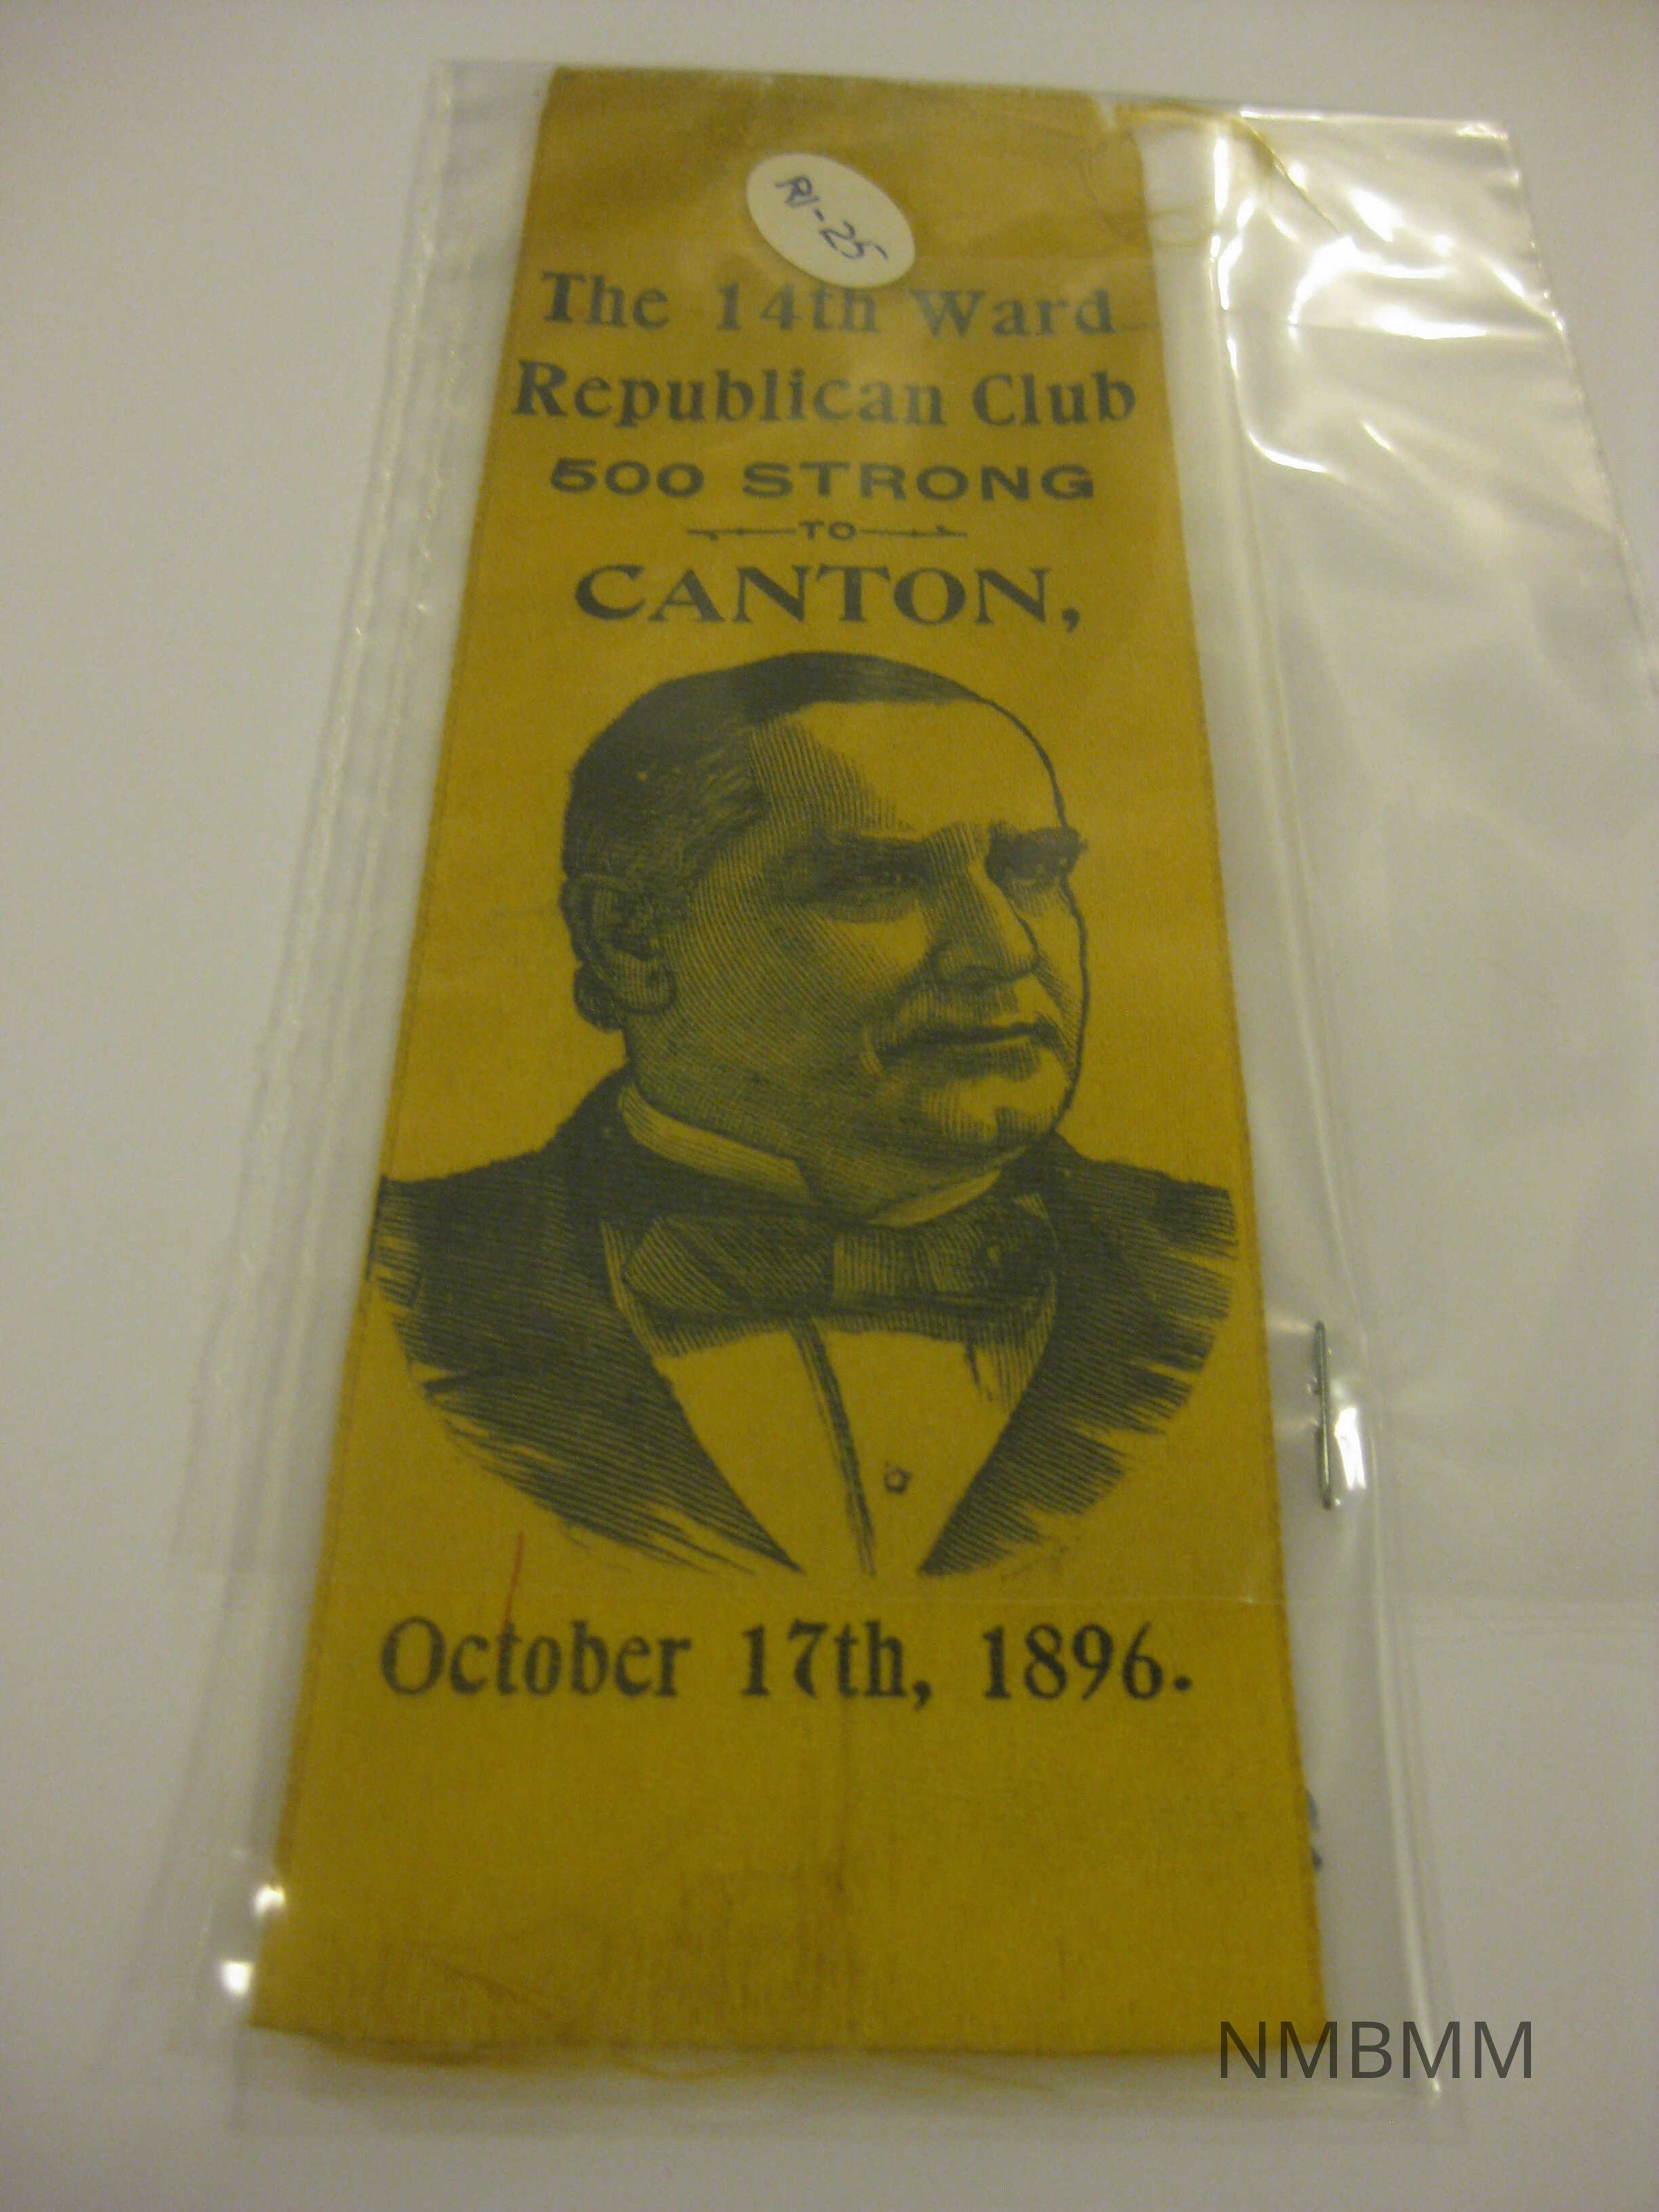 R1-25
The 14th Ward
Republican Club
500 STRONG
TO
CANTON,
October 17th, 1896.
NMBMM